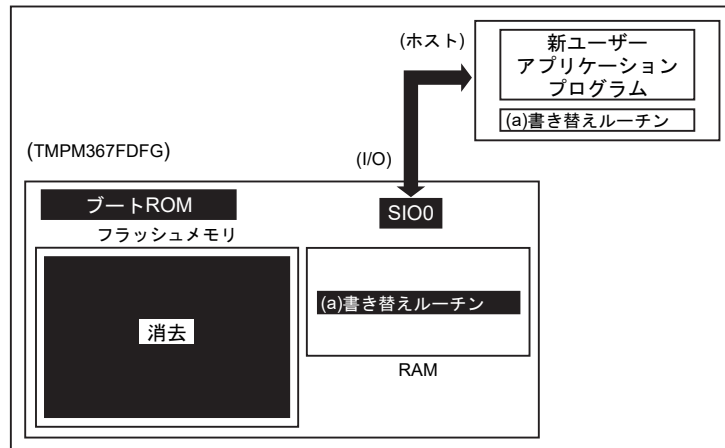 (ホスト)
新ユーザー
アプリケーション
プログラム
(a)書き替えルーチン
(TMPM367FDFG)
(I/O)
ブートROM
SIO0
フラッシュメモリ
(a)書き替えルーチン
消去
RAM